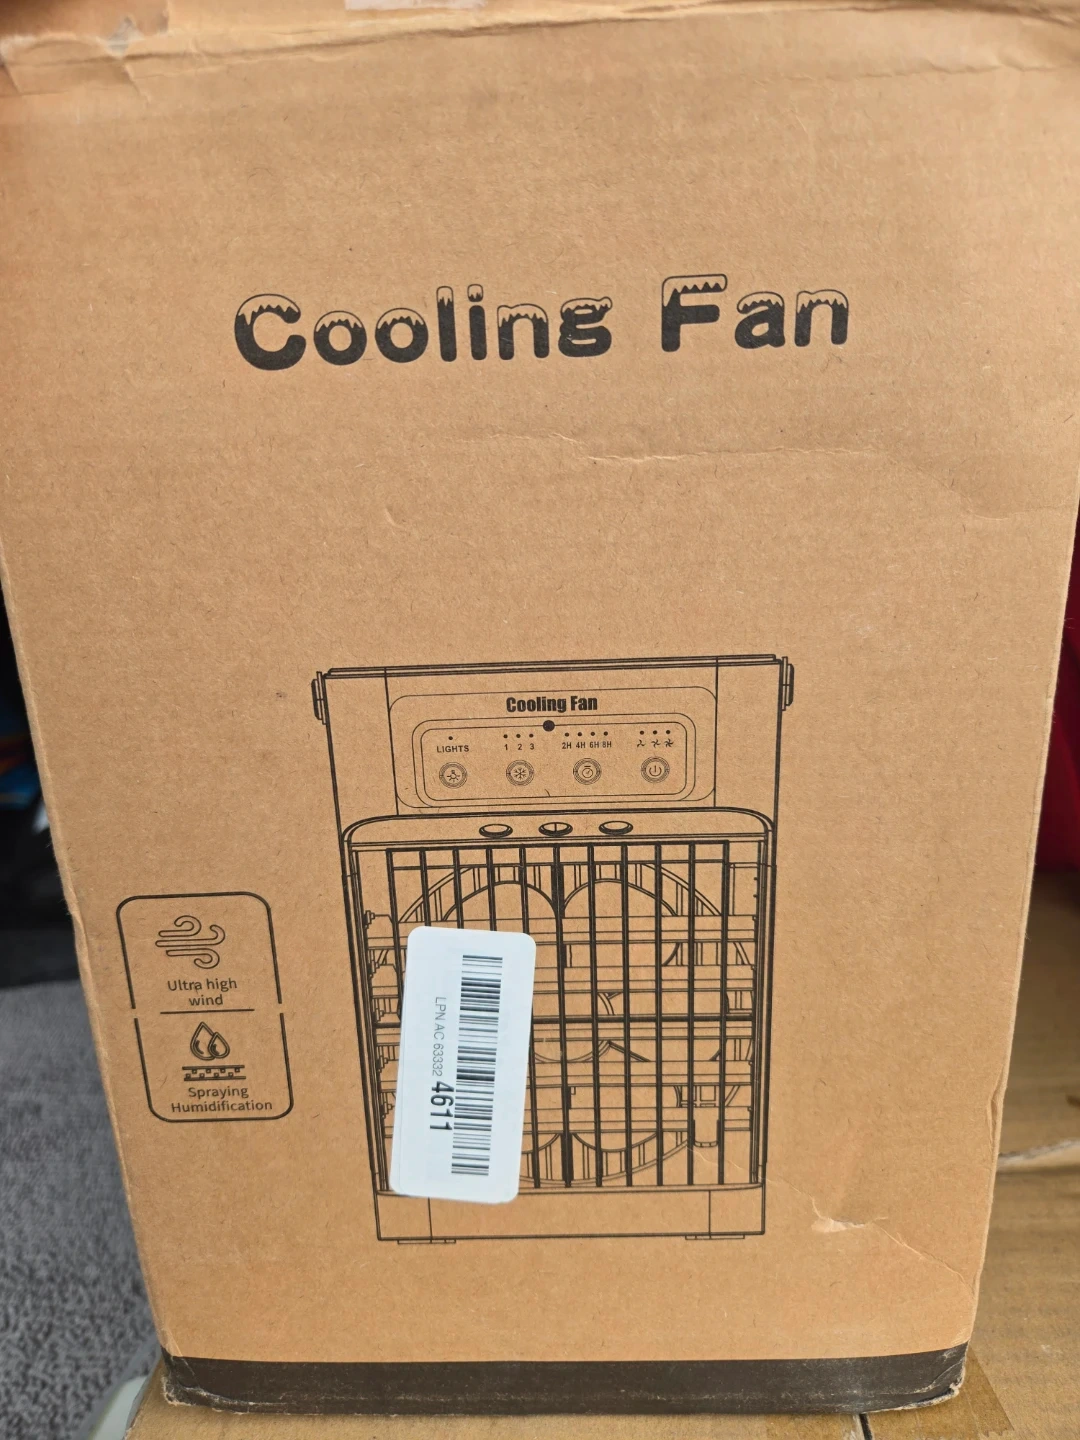 Cooling Fan
Cooling Fan
LIGHTS
1 2 3
2H 4H 6H 8H
Ultra high
wind
Spraying
Humidification
LPN AC 63332 4611